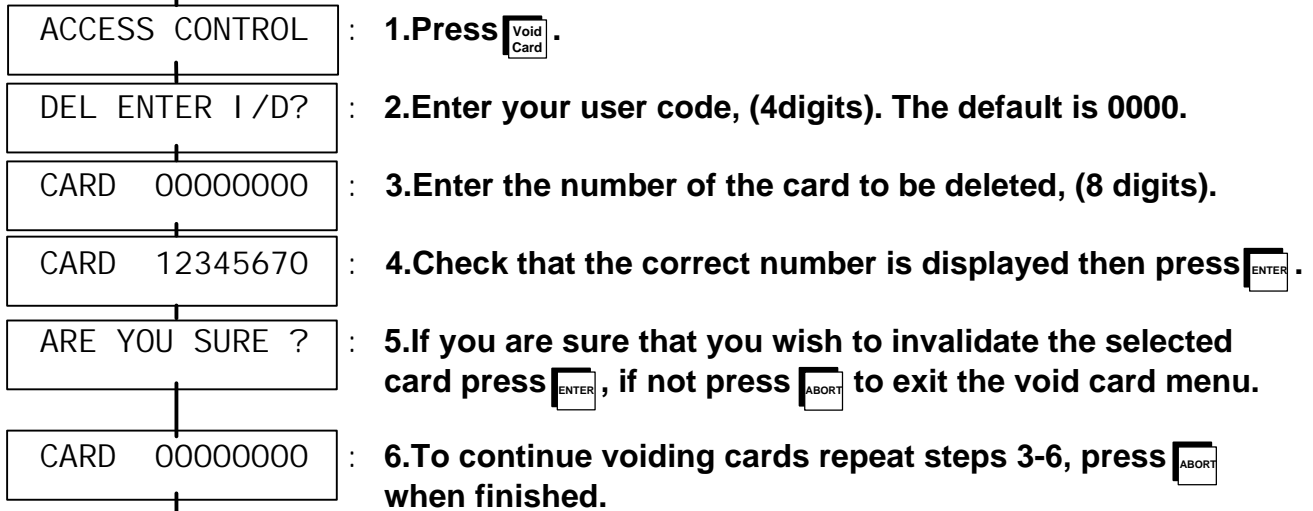 ACCESS CONTROL : 1.Press Void Card .
DEL ENTER I/D? : 2.Enter your user code, (4digits). The default is 0000.
CARD 00000000 : 3.Enter the number of the card to be deleted, (8 digits).
CARD 12345670 : 4.Check that the correct number is displayed then press ENTER .
ARE YOU SURE ? : 5.If you are sure that you wish to invalidate the selected
card press ENTER , if not press ABORT to exit the void card menu.
CARD 00000000 : 6.To continue voiding cards repeat steps 3-6, press ABORT
when finished.